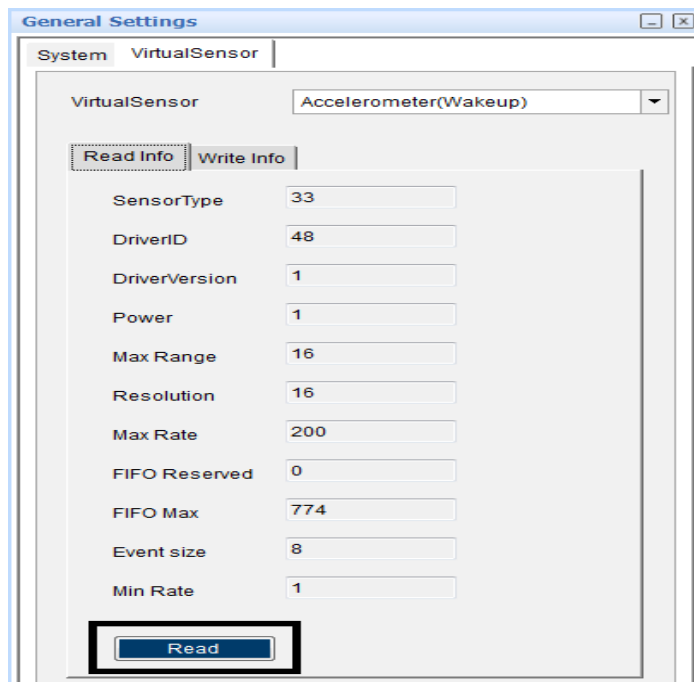 General Settings
System VirtualSensor
VirtualSensor Accelerometer(Wakeup)
Read Info Write Info
SensorType 33
DriverID 48
DriverVersion 1
Power 1
Max Range 16
Resolution 16
Max Rate 200
FIFO Reserved 0
FIFO Max 774
Event size 8
Min Rate 1
Read